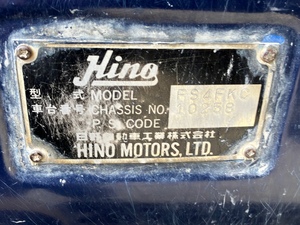 Hino
型 式 MODEL FS4FKC
車台番号 CHASSIS NO.
P/S CODE
日野自動車工業株式会社
HINO MOTORS, LTD.